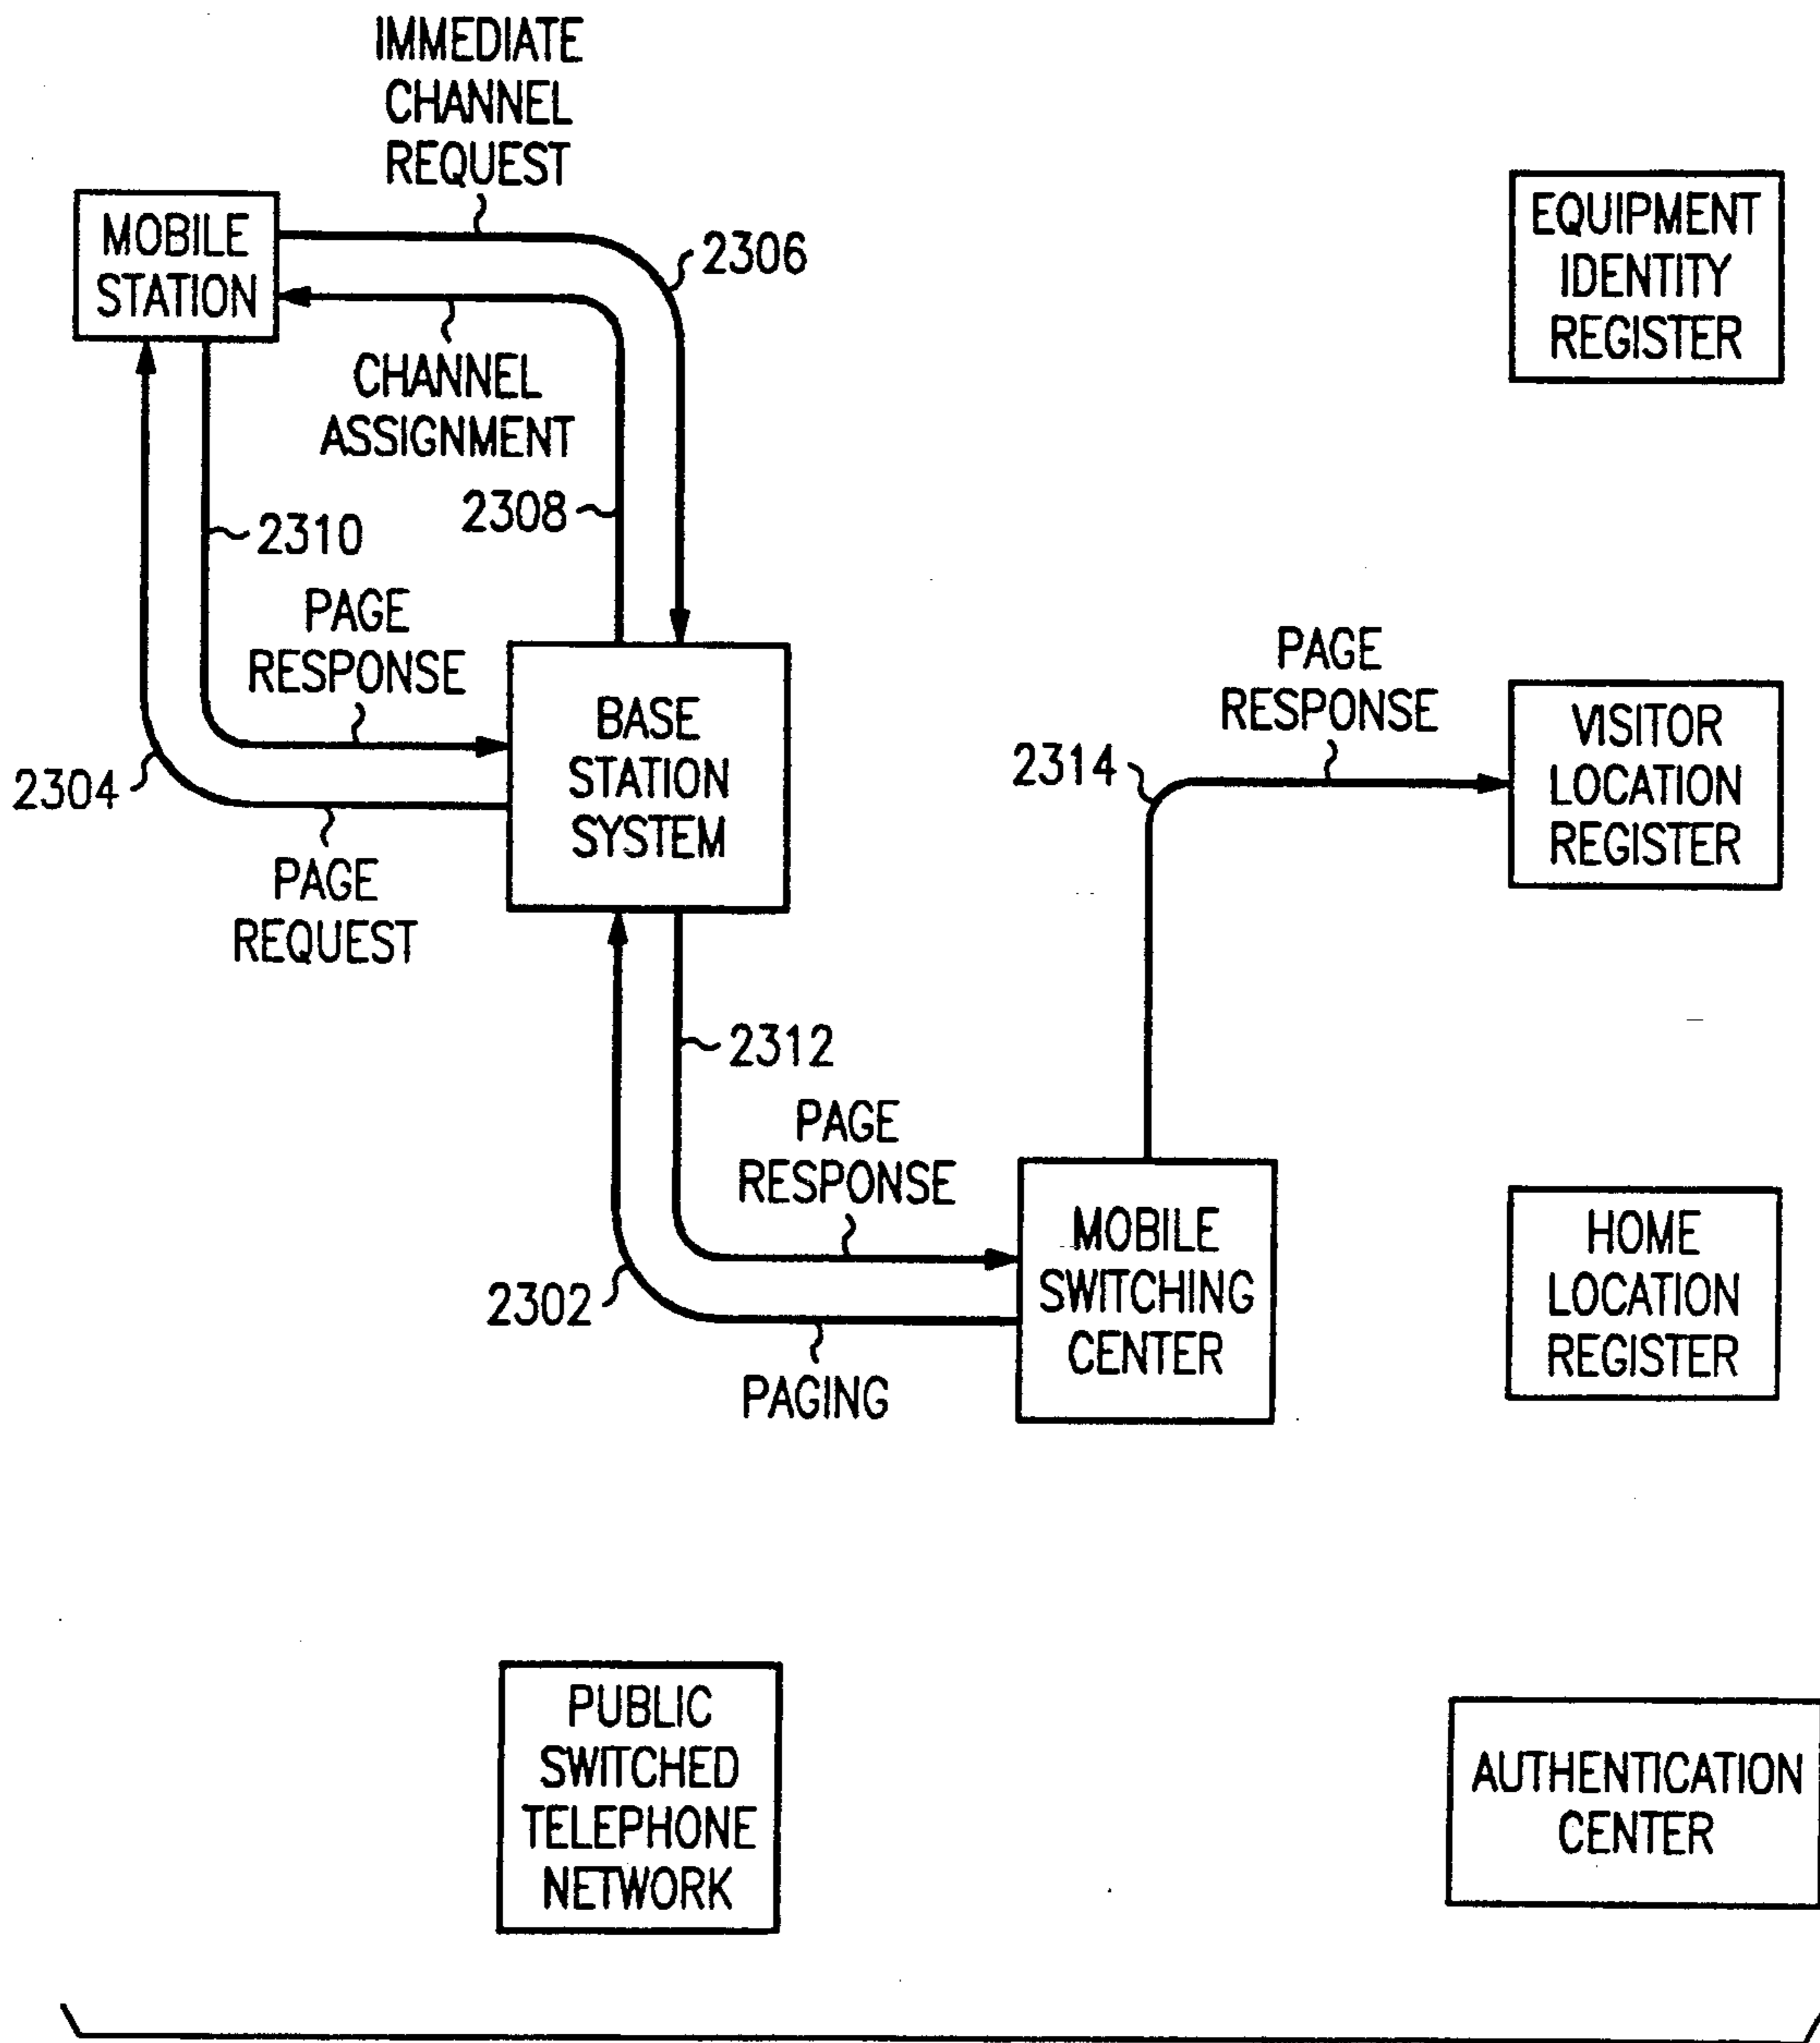 IMMEDIATE
CHANNEL
REQUEST
MOBILE
STATION
2306
EQUIPMENT
IDENTITY
REGISTER
CHANNEL
ASSIGNMENT
2308
2310
PAGE
RESPONSE
BASE
STATION
SYSTEM
2304
PAGE
REQUEST
PAGE
RESPONSE
2314
VISITOR
LOCATION
REGISTER
2312
PAGE
RESPONSE
2302
PAGING
MOBILE
SWITCHING
CENTER
HOME
LOCATION
REGISTER
PUBLIC
SWITCHED
TELEPHONE
NETWORK
AUTHENTICATION
CENTER